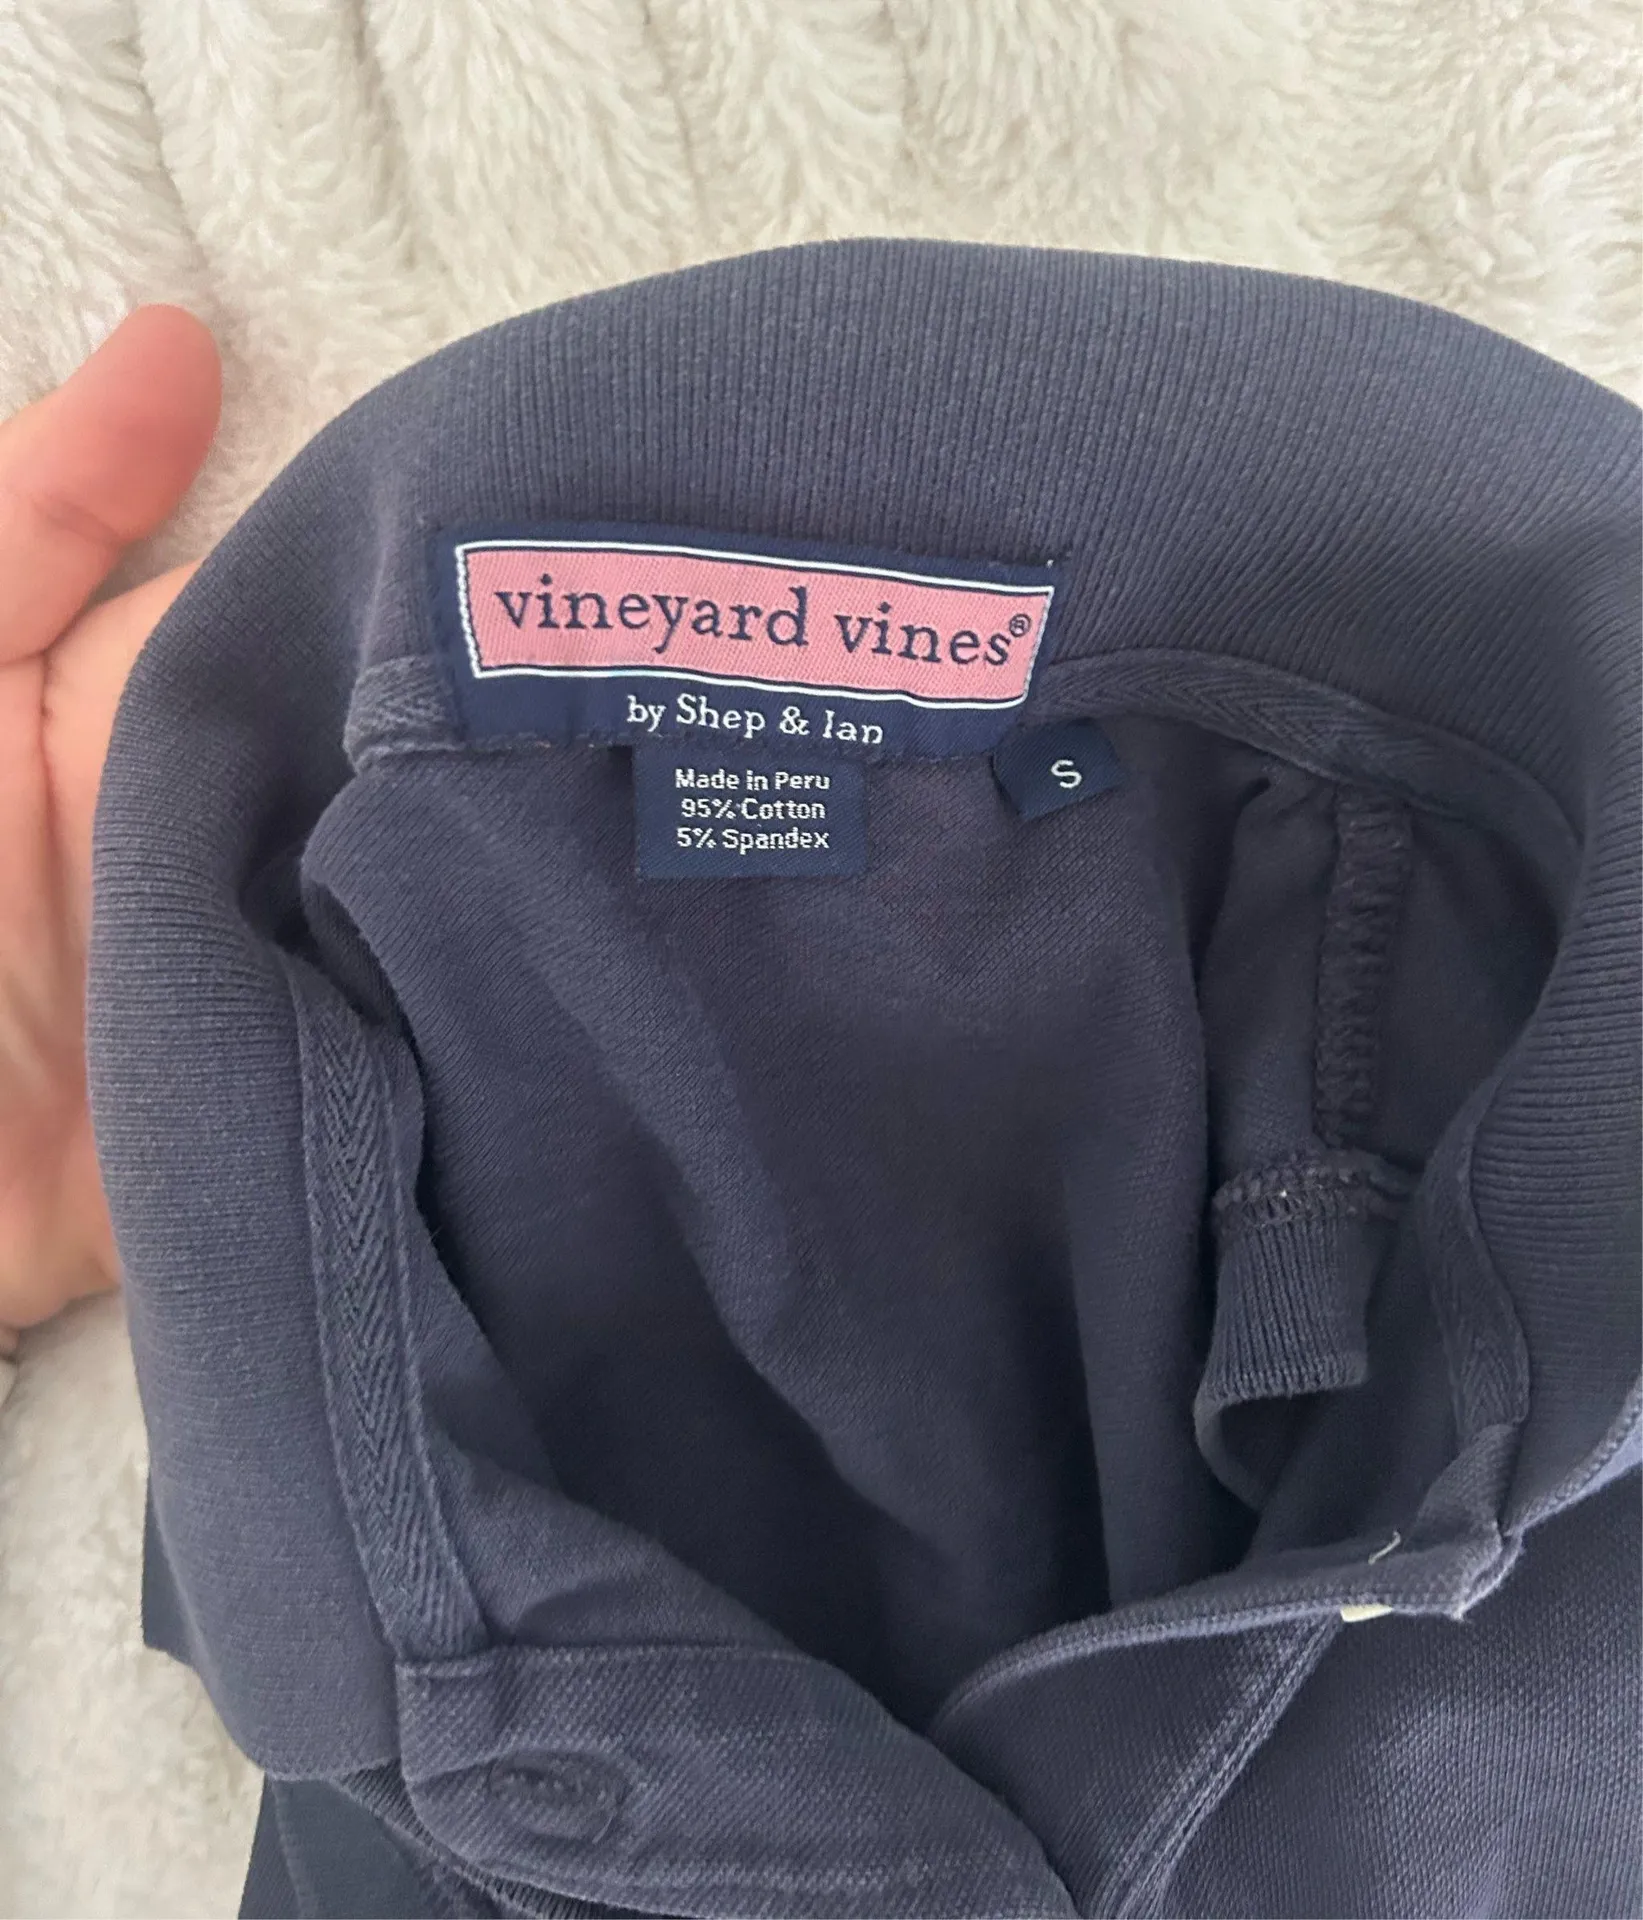 vineyard vines®
by Shep & Ian
Made in Peru
95% Cotton
5% Spandex
S